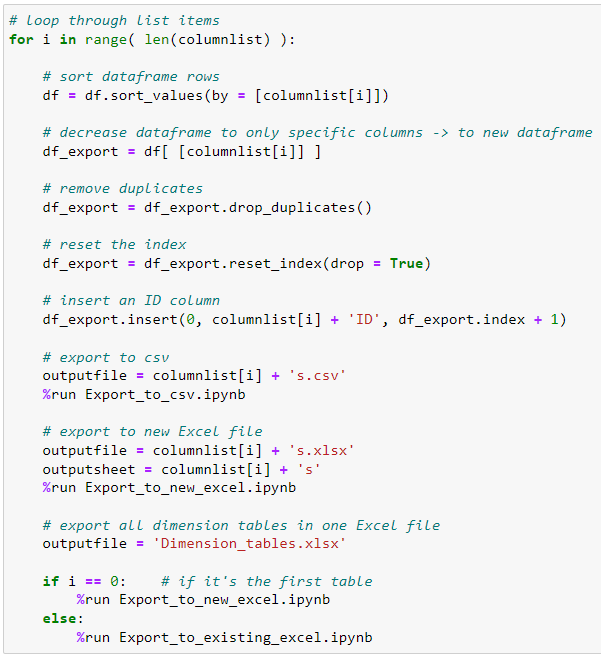 # loop through list items
for i in range( len(columnlist) ):
# sort dataframe rows
df = df.sort_values(by = [columnlist[i]])
# decrease dataframe to only specific columns -> to new dataframe
df_export = df[ [columnlist[i]] ]
# remove duplicates
df_export = df_export.drop_duplicates()
# reset the index
df_export = df_export.reset_index(drop = True)
# insert an ID column
df_export.insert(0, columnlist[i] + 'ID', df_export.index + 1)
# export to csv
outputfile = columnlist[i] + 's.csv'
%run Export_to_csv.ipynb
# export to new Excel file
outputfile = columnlist[i] + 's.xlsx'
outputsheet = columnlist[i] + 's'
%run Export_to_new_excel.ipynb
# export all dimension tables in one Excel file
outputfile = 'Dimension_tables.xlsx'
if i == 0:    # if it's the first table
%run Export_to_new_excel.ipynb
else:
%run Export_to_existing_excel.ipynb